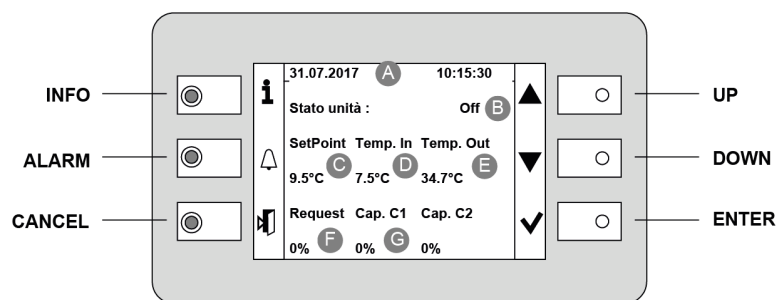 31.07.2017 A 10:15:30
INFO
UP
Stato unità : Off B
SetPoint Temp. In Temp. Out
ALARM
DOWN
C D E
9.5°C 7.5°C 34.7°C
Request Cap. C1 Cap. C2
CANCEL
ENTER
F G
0% 0% 0%